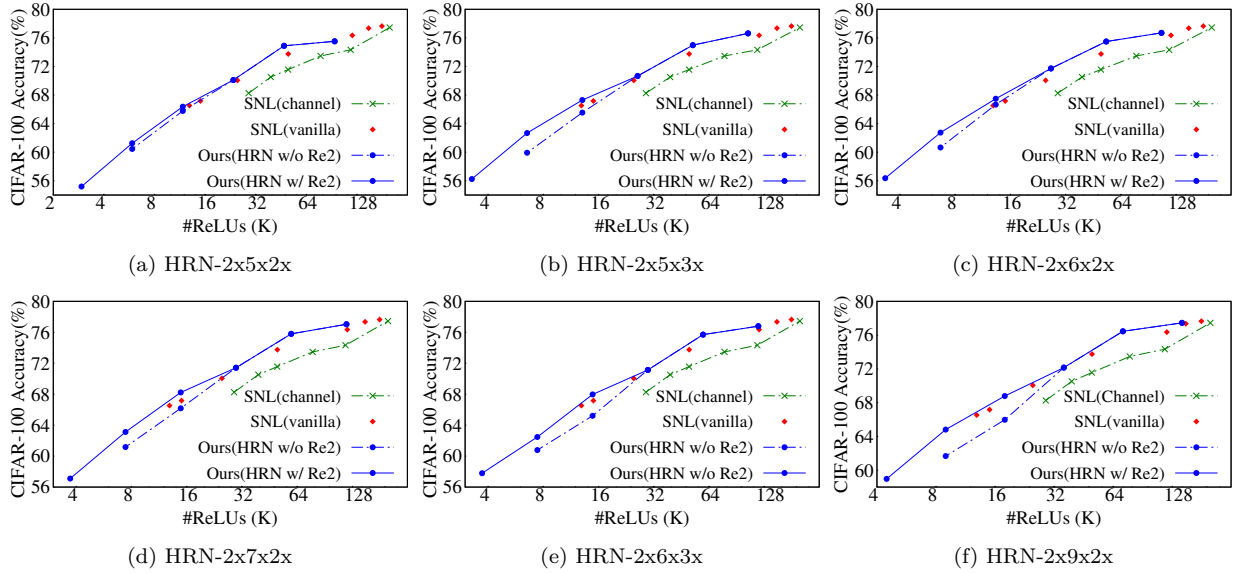 80
76
72
68
64
60
56
CIFAR-100 Accuracy(%)
SNL(channel)
SNL(vanilla)
Ours(HRN w/o Re2)
Ours(HRN w/ Re2)
2 4 8 16 32 64 128
#ReLUs (K)
(a) HRN-2x5x2x
80
76
72
68
64
60
56
CIFAR-100 Accuracy(%)
SNL(channel)
SNL(vanilla)
Ours(HRN w/o Re2)
Ours(HRN w/ Re2)
4 8 16 32 64 128
#ReLUs (K)
(b) HRN-2x5x3x
80
76
72
68
64
60
56
CIFAR-100 Accuracy(%)
SNL(channel)
SNL(vanilla)
Ours(HRN w/o Re2)
Ours(HRN w/ Re2)
4 8 16 32 64 128
#ReLUs (K)
(c) HRN-2x6x2x
80
76
72
68
64
60
56
CIFAR-100 Accuracy(%)
SNL(channel)
SNL(vanilla)
Ours(HRN w/o Re2)
Ours(HRN w/ Re2)
4 8 16 32 64 128
#ReLUs (K)
(d) HRN-2x7x2x
80
76
72
68
64
60
56
CIFAR-100 Accuracy(%)
SNL(channel)
SNL(vanilla)
Ours(HRN w/o Re2)
Ours(HRN w/ Re2)
4 8 16 32 64 128
#ReLUs (K)
(e) HRN-2x6x3x
80
76
72
68
64
60
CIFAR-100 Accuracy(%)
SNL(channel)
SNL(vanilla)
Ours(HRN w/o Re2)
Ours(HRN w/ Re2)
4 8 16 32 64 128
#ReLUs (K)
(f) HRN-2x9x2x